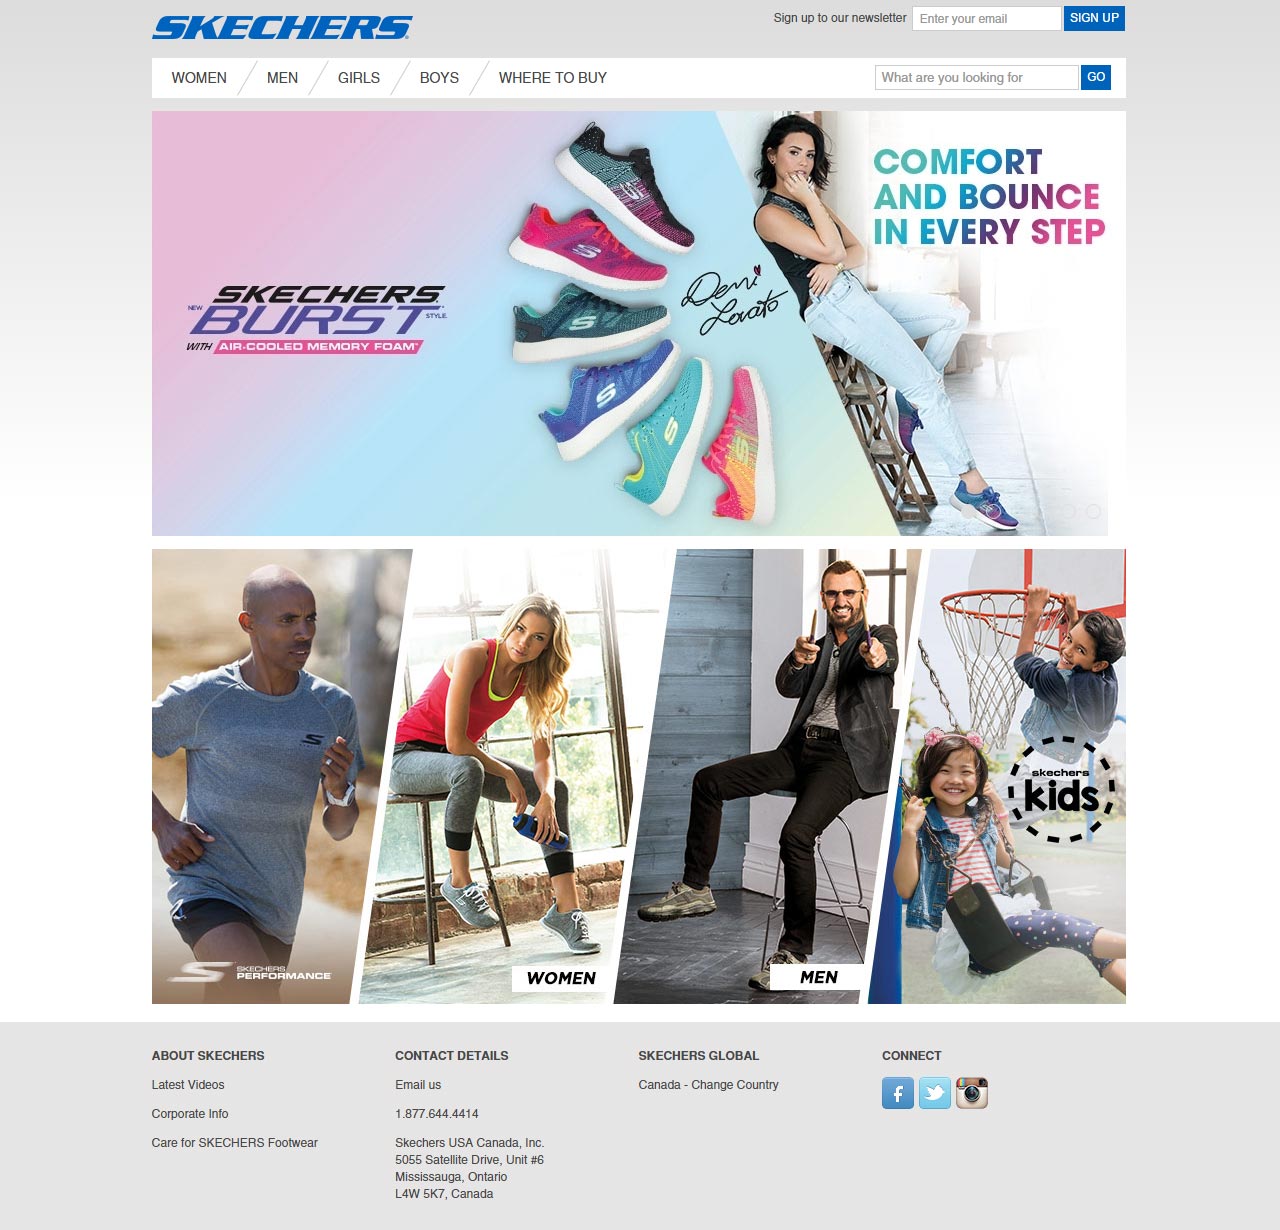 SKECHERS
Sign up to our newsletter
Enter your email
SIGN UP
WOMEN
MEN
GIRLS
BOYS
WHERE TO BUY
What are you looking for
GO
COMFORT
AND BOUNCE
IN EVERY STEP
Demi
Lovato
SKECHERS
NEW BURST STYLE.
WITH AIR-COOLED MEMORY FOAM
SKECHERS
PERFORMANCE
WOMEN
MEN
skechers
kids
ABOUT SKECHERS
Latest Videos
Corporate Info
Care for SKECHERS Footwear
CONTACT DETAILS
Email us
1.877.644.4414
Skechers USA Canada, Inc.
5055 Satellite Drive, Unit #6
Mississauga, Ontario
L4W 5K7, Canada
SKECHERS GLOBAL
Canada - Change Country
CONNECT